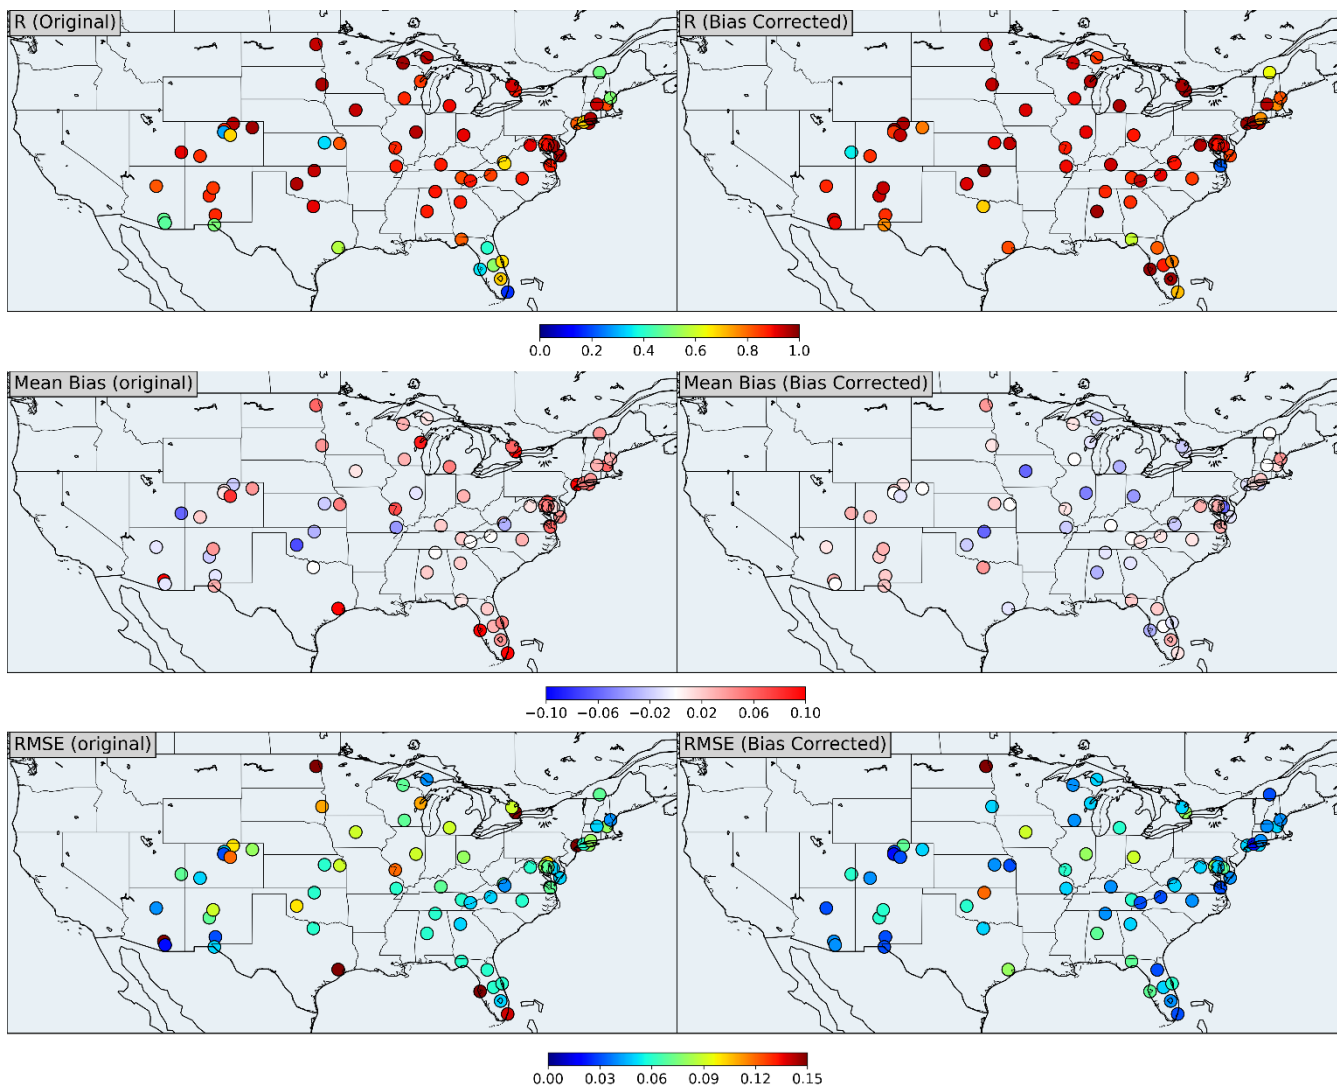 R (Original)
R (Bias Corrected)
0.0 0.2 0.4 0.6 0.8 1.0
Mean Bias (original)
Mean Bias (Bias Corrected)
−0.10 −0.06 −0.02 0.02 0.06 0.10
RMSE (original)
RMSE (Bias Corrected)
0.00 0.03 0.06 0.09 0.12 0.15